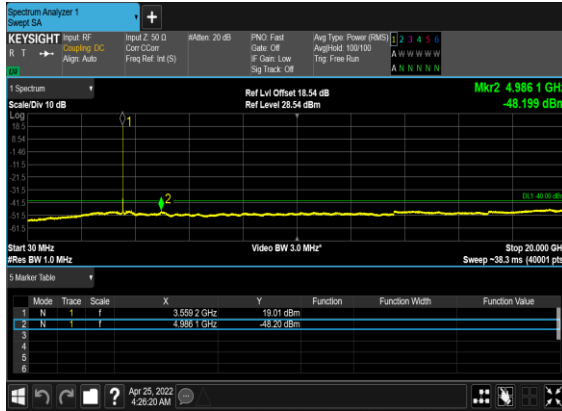 Spectrum Analyzer 1
Swept SA
+
KEYSIGHT Input: RF Input Z: 50 Ω #Atten: 20 dB PNO: Fast Avg Type: Power (RMS) 1 2 3 4 5 6
R T Coupling: DC Corr CCorr Gate: Off Avg|Hold: 100/100 A W W W W W
Align: Auto Freq Ref: Int (S) IF Gain: Low Trig: Free Run
Sig Track: Off A N N N N N
LU
1 Spectrum Ref Lvl Offset 18.54 dB Mkr2 4.986 1 GHz
Scale/Div 10 dB Ref Level 28.54 dBm -48.199 dBm
Log
18.5
8.54
-1.46
-11.5
-21.5
-31.5
-41.5
-51.5
-61.5
1
2
DL1 -40.00 dBm
Start 30 MHz Video BW 3.0 MHz* Stop 20.000 GHz
#Res BW 1.0 MHz Sweep ~38.3 ms (40001 pts)
5 Marker Table
Mode Trace Scale X Y Function Function Width Function Value
1 N 1 f 3.559 2 GHz 19.01 dBm
2 N 1 f 4.986 1 GHz -48.20 dBm
3
4
5
6
? Apr 25, 2022
4:26:20 AM